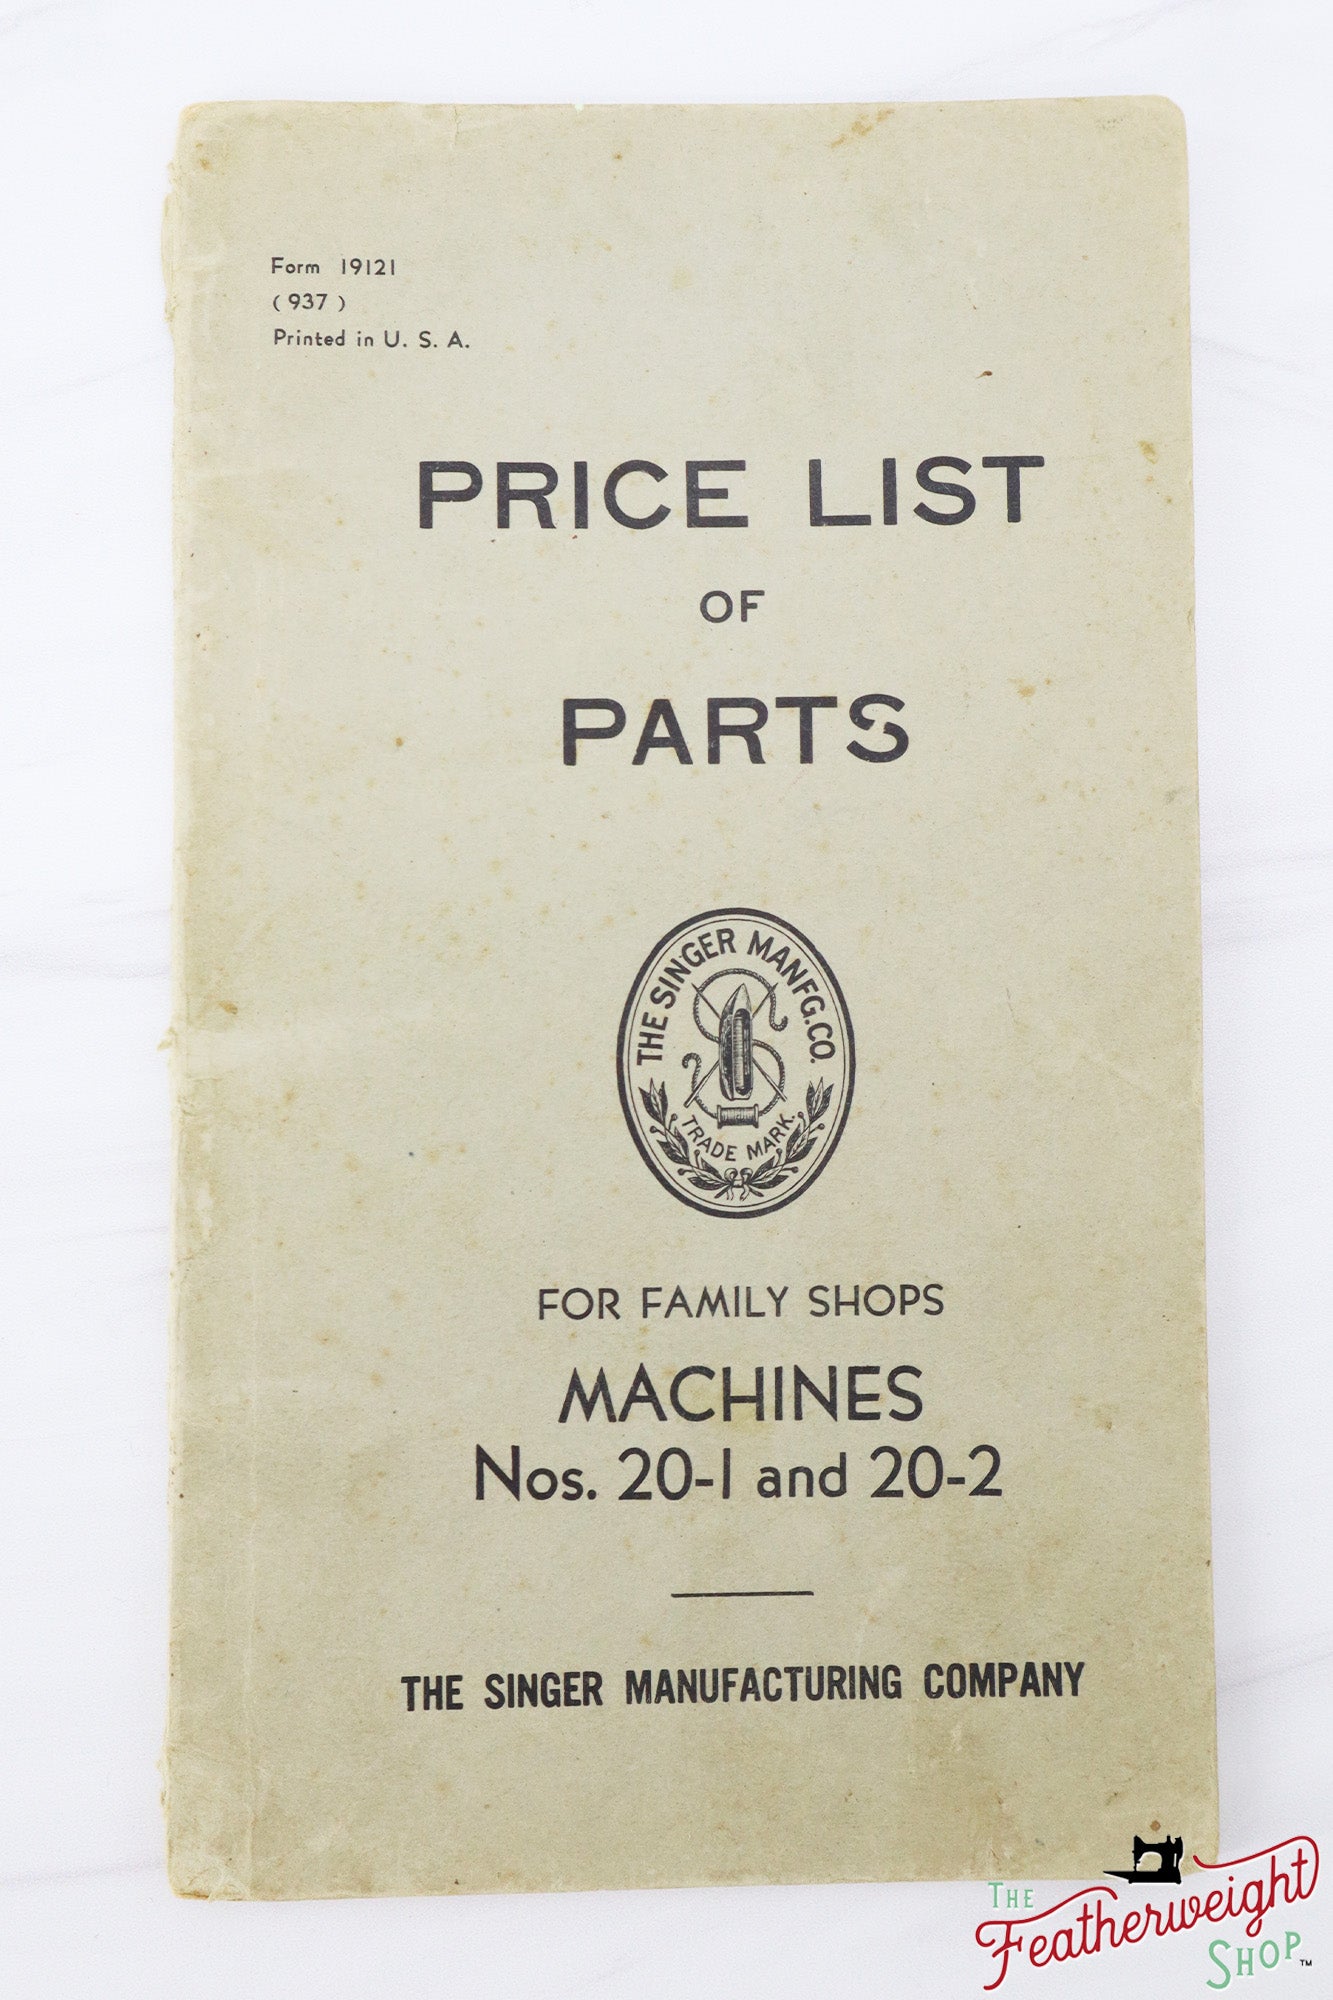 Form 19121
(937)
Printed in U. S. A.
PRICE LIST
OF
PARTS
THE SINGER MANFG. CO.
TRADE MARK.
FOR FAMILY SHOPS
MACHINES
Nos. 20-1 and 20-2
THE SINGER MANUFACTURING COMPANY
THE
Featherweight
SHOP™